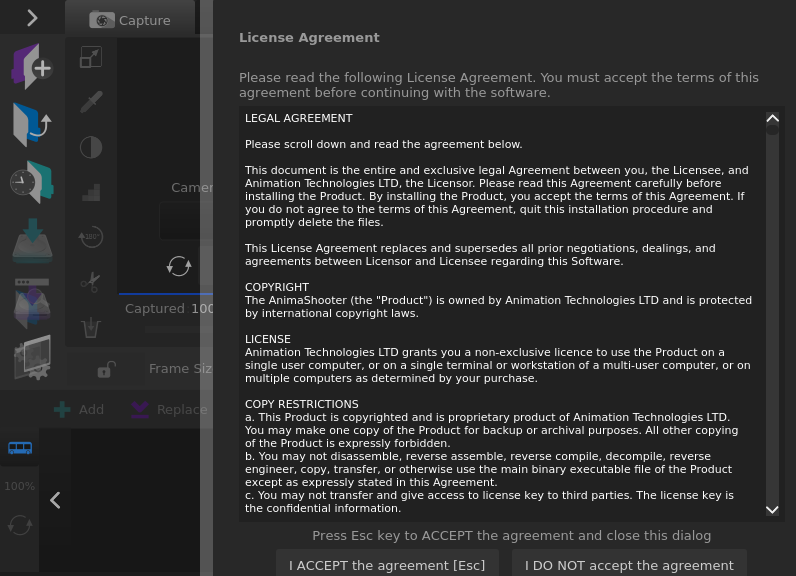 Capture
License Agreement
Please read the following License Agreement. You must accept the terms of this
agreement before continuing with the software.
LEGAL AGREEMENT
Please scroll down and read the agreement below.
This document is the entire and exclusive legal Agreement between you, the Licensee, and
Animation Technologies LTD, the Licensor. Please read this Agreement carefully before
installing the Product. By installing the Product, you accept the terms of this Agreement. If
you do not agree to the terms of this Agreement, quit this installation procedure and
promptly delete the files.
This License Agreement replaces and supersedes all prior negotiations, dealings, and
agreements between Licensor and Licensee regarding this Software.
COPYRIGHT
The AnimaShooter (the "Product") is owned by Animation Technologies LTD and is protected
by international copyright laws.
LICENSE
Animation Technologies LTD grants you a non-exclusive licence to use the Product on a
single user computer, or on a single terminal or workstation of a multi-user computer, or on
multiple computers as determined by your purchase.
COPY RESTRICTIONS
a. This Product is copyrighted and is proprietary product of Animation Technologies LTD.
You may make one copy of the Product for backup or archival purposes. All other copying
of the Product is expressly forbidden.
b. You may not disassemble, reverse assemble, reverse compile, decompile, reverse
engineer, copy, transfer, or otherwise use the main binary executable file of the Product
except as expressly stated in this Agreement.
c. You may not transfer and give access to license key to third parties. The license key is
the confidential information.
Press Esc key to ACCEPT the agreement and close this dialog
I ACCEPT the agreement [Esc]
I DO NOT accept the agreement
Camer
180°
Captured 100
Frame Siz
Add
Replace
100%